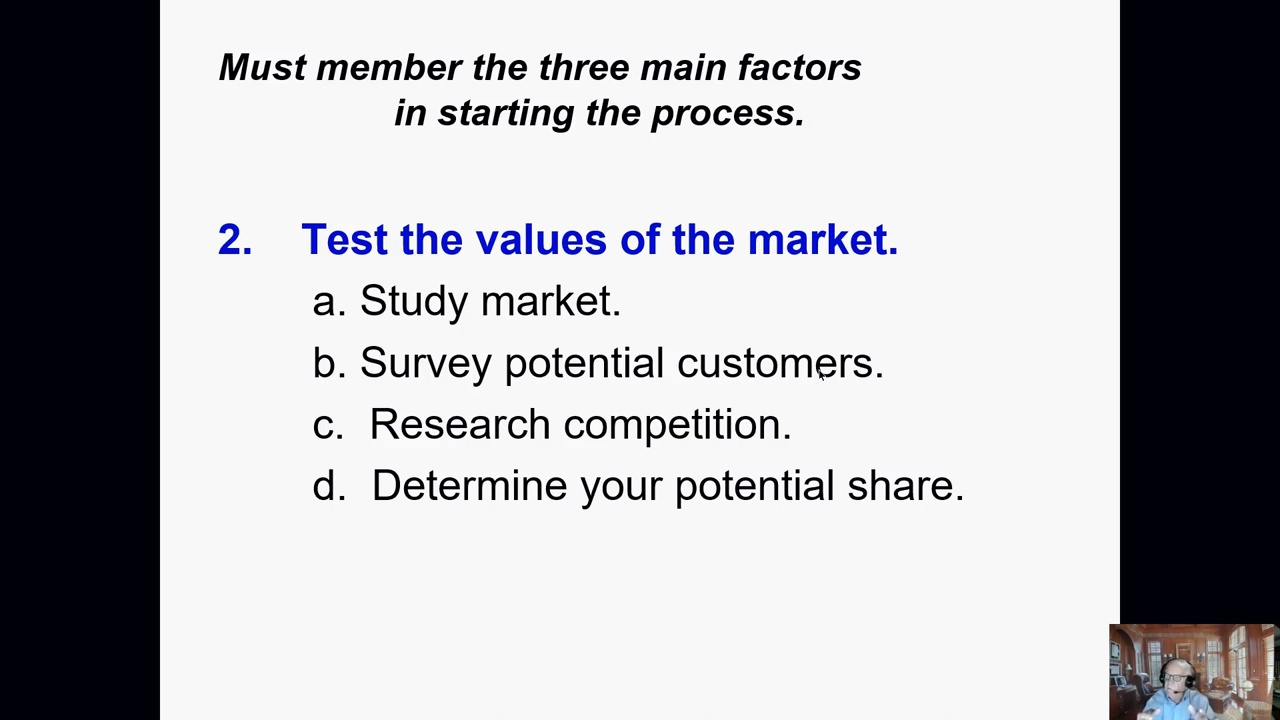 Must member the three main factors
in starting the process.
2. Test the values of the market.
a. Study market.
b. Survey potential customers.
c. Research competition.
d. Determine your potential share.